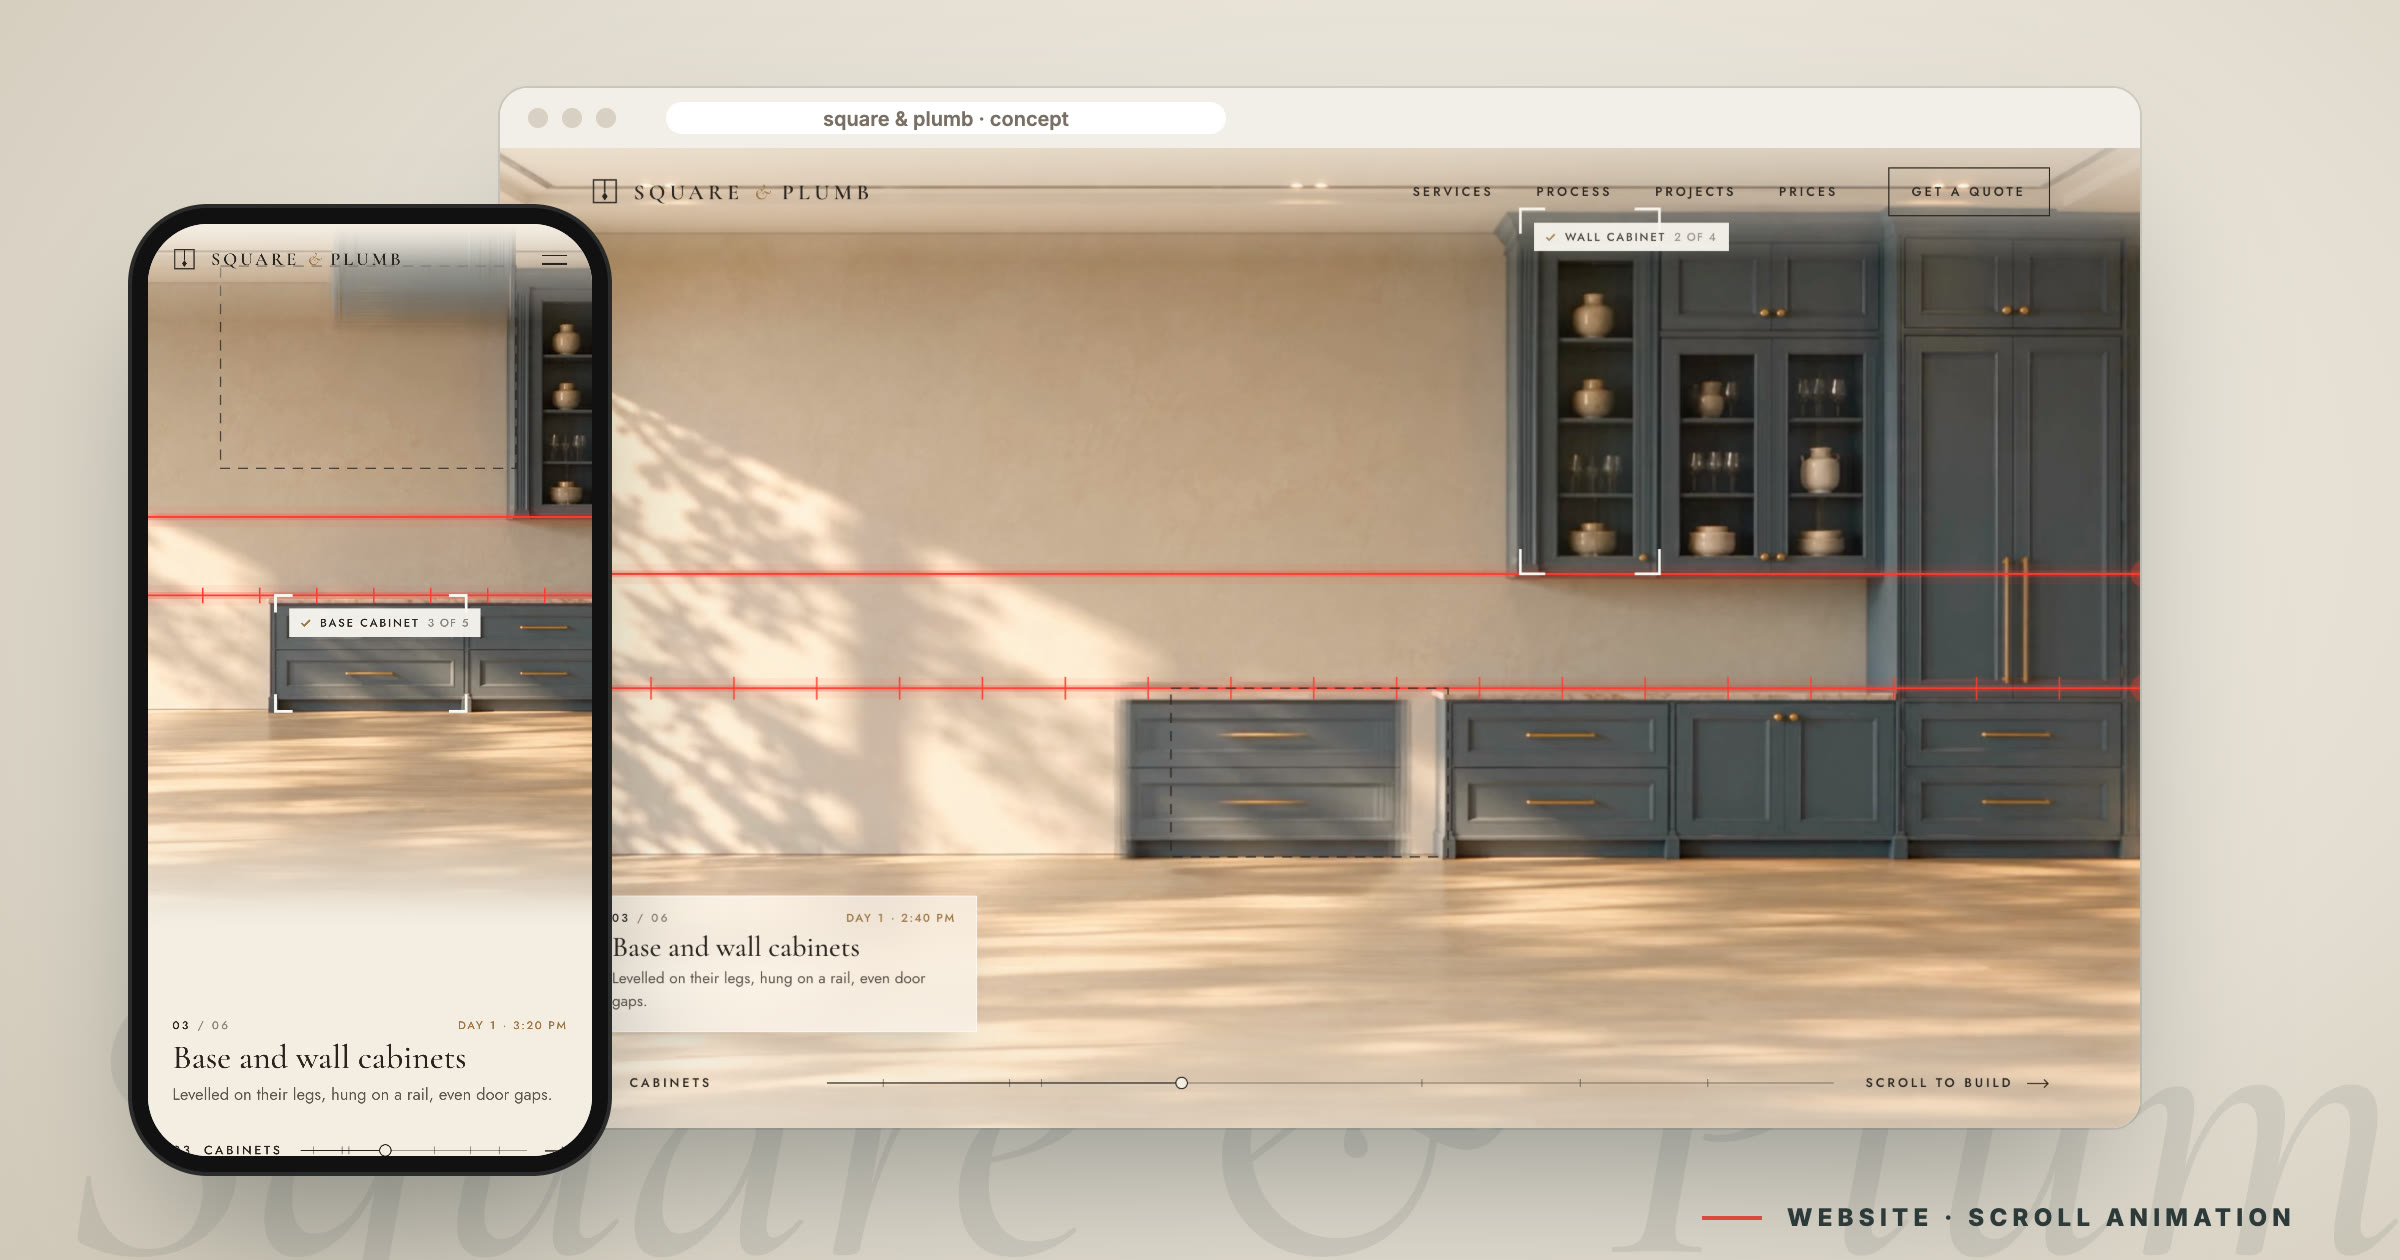 square & plumb · concept
SQUARE & PLUMB
SERVICES PROCESS PROJECTS PRICES GET A QUOTE
WALL CABINET 2 OF 4
03 / 06 DAY 1 · 2:40 PM
Base and wall cabinets
Levelled on their legs, hung on a rail, even door
gaps.
CABINETS
SCROLL TO BUILD
SQUARE & PLUMB
BASE CABINET 3 OF 5
03 / 06 DAY 1 · 3:20 PM
Base and wall cabinets
Levelled on their legs, hung on a rail, even door gaps.
03 CABINETS
Square & Plum
WEBSITE · SCROLL ANIMATION